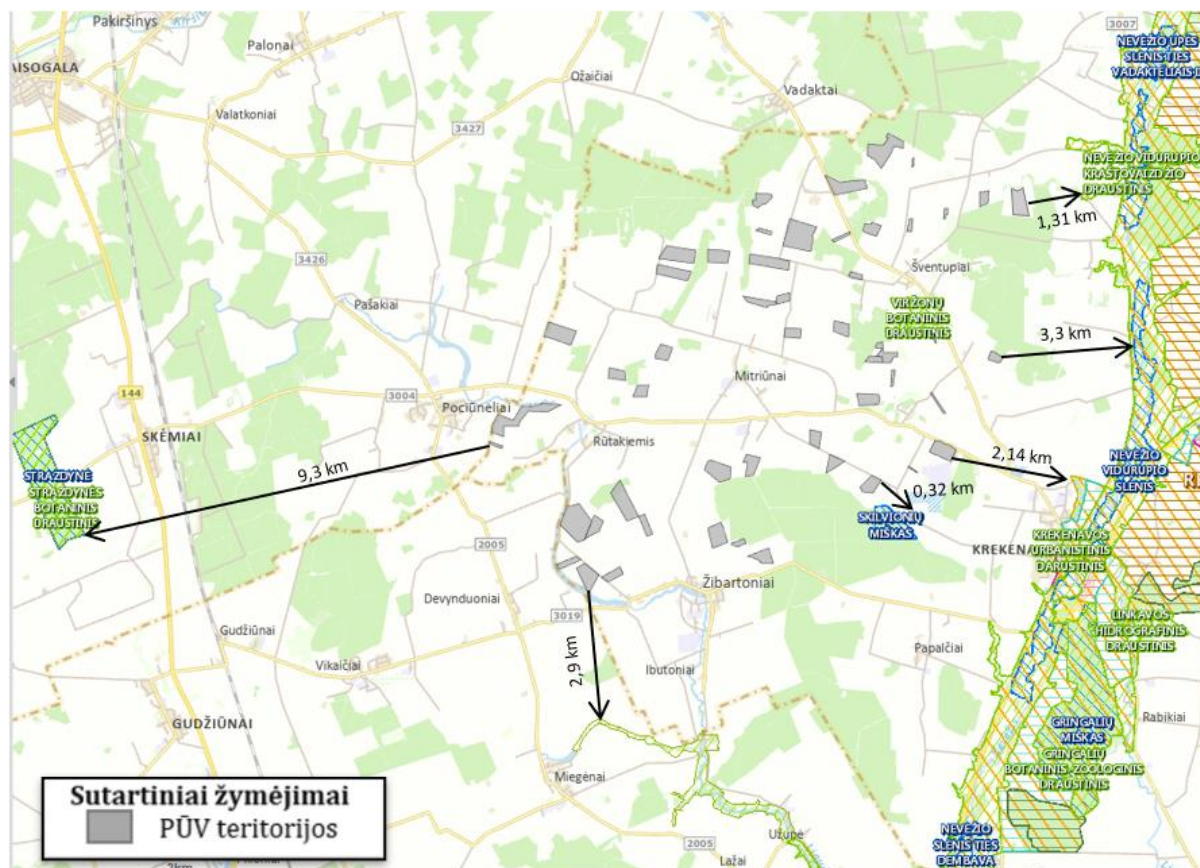 Pakiršinys
Palonai
AISOGALA
Valatkoniai
Ožaičiai
3427
Vadaktai
3007
NEVĖŽIO UPĖS
SLĖNIS TIES
VADAKTĖLIAIS
NEVĖŽIO VIDURUPIO
KRAŠTOVAIZDŽIO
DRAUSTINIS
1,31 km
3426
Pašakiai
Šventupiai
VIRŽONŲ
BOTANINIS
DRAUSTINIS
3,3 km
Mitriūnai
144
3004
Pociūneliai
SKĖMIAI
Rūtakiemis
9,3 km
2,14 km
0,32 km
STRAZDYNĖ
STRAZDYNĖS
BOTANINIS
DRAUSTINIS
NEVĖŽIO
VIDURUPIO
SLĖNIS
SKILVIONIŲ
MIŠKAS
2005
KREKENA
KREKENAVOS
URBANISTINIS
DARUSTINIS
Devynduoniai
3019
Žibartoniai
LINKAVOS
HIDROGRAFINIS
DRAUSTINIS
Gudžiūnai
Vikaičiai
2,9 km
Ibutoniai
Papalčiai
GUDŽIŪNAI
Rabikiai
GRINGALIŲ
MIŠKAS
GRINGALIŲ
BOTANINIS-ZOOLOGINIS
DRAUSTINIS
Miegėnai
Sutartiniai žymėjimai
PŪV teritorijos
Užupė
2005
Lažai
NEVĖŽIO
SLĖNIS TIES
DEMBAVA
2km